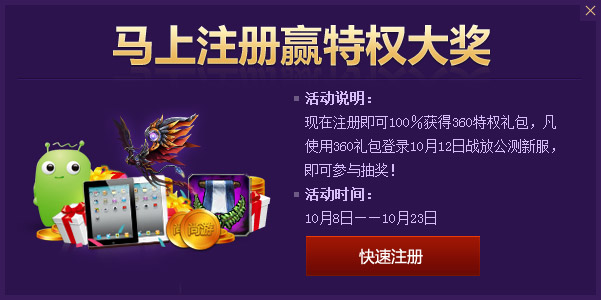 马上注册赢特权大奖
活动说明：
现在注册即可100%获得360特权礼包，凡
使用360礼包登录10月12日战放公测新服，
即可参与抽奖！
活动时间：
10月8日——10月23日
快速注册